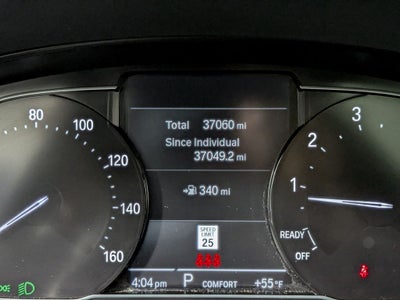 Total 37060 mi
Since Individual
37049.2 mi
340 mi
80
100
120
140
160
3
2
1
READY
OFF
SPEED
LIMIT
25
4:04 pm P COMFORT +55°F